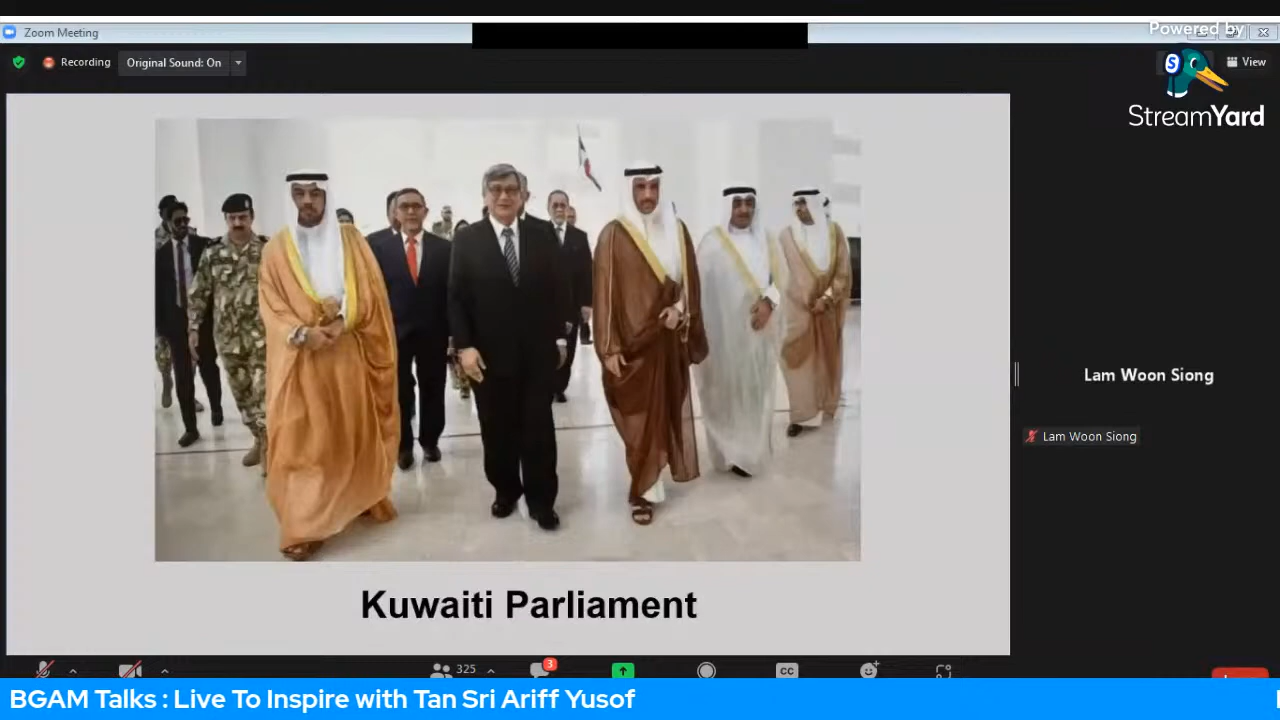 Zoom Meeting
Powered by
Recording
Original Sound: On
View
S
StreamYard
Lam Woon Siong
Lam Woon Siong
Kuwaiti Parliament
325
3
CC
BGAM Talks : Live To Inspire with Tan Sri Ariff Yusof